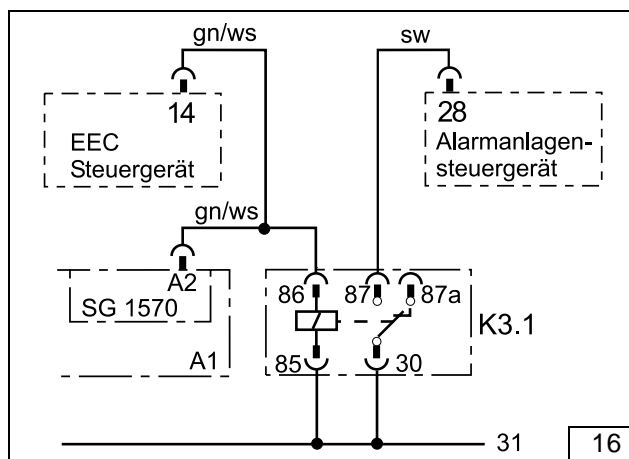 gn/ws
sw
14
EEC
Steuergerät
28
Alarmanlagen-
steuergerät
gn/ws
A2
SG 1570
A1
86
87
87a
K3.1
85
30
31
16